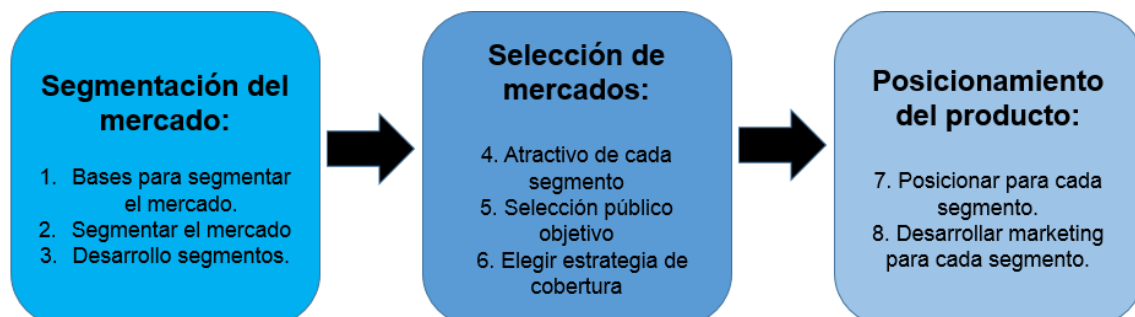 Segmentación del
mercado:
1. Bases para segmentar
el mercado.
2. Segmentar el mercado
3. Desarrollo segmentos.
Selección de
mercados:
4. Atractivo de cada
segmento
5. Selección público
objetivo
6. Elegir estrategia de
cobertura
Posicionamiento
del producto:
7. Posicionar para cada
segmento.
8. Desarrollar marketing
para cada segmento.